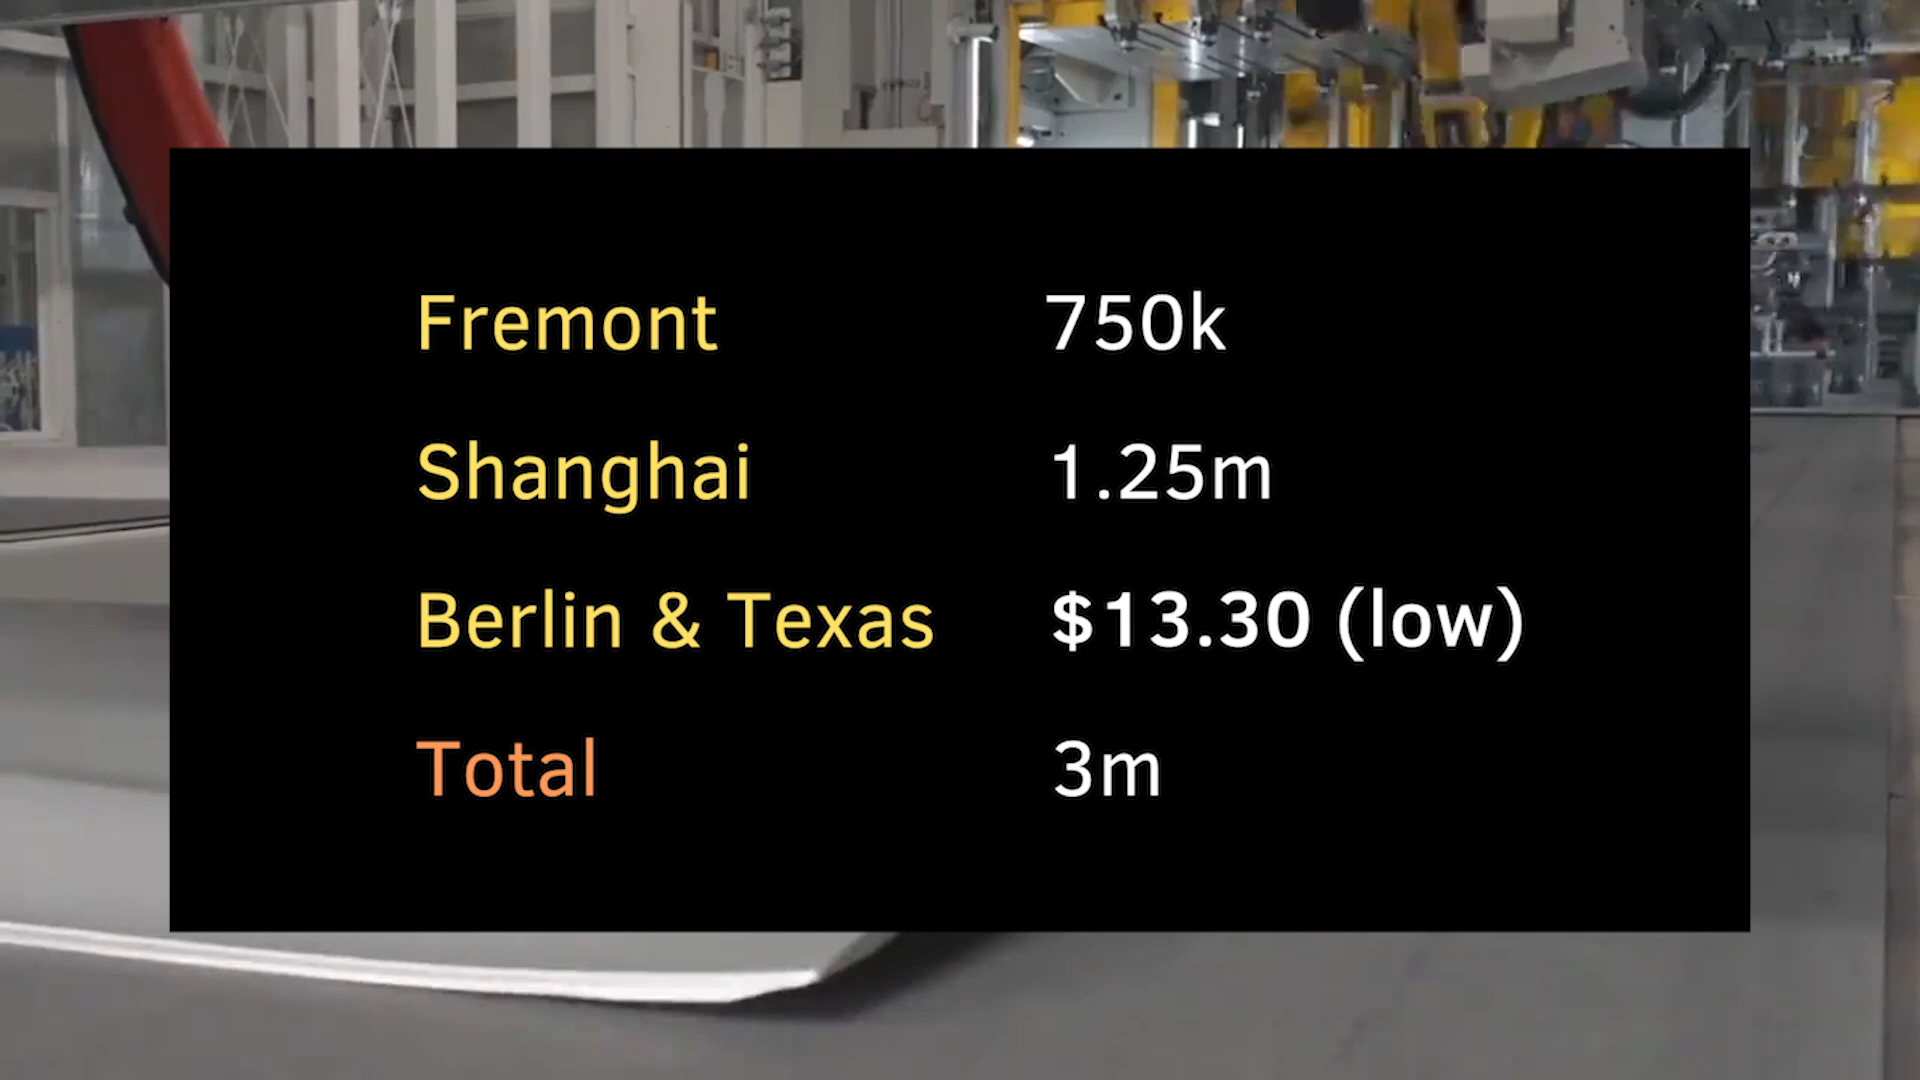 Fremont 750k
Shanghai 1.25m
Berlin & Texas $13.30 (low)
Total 3m